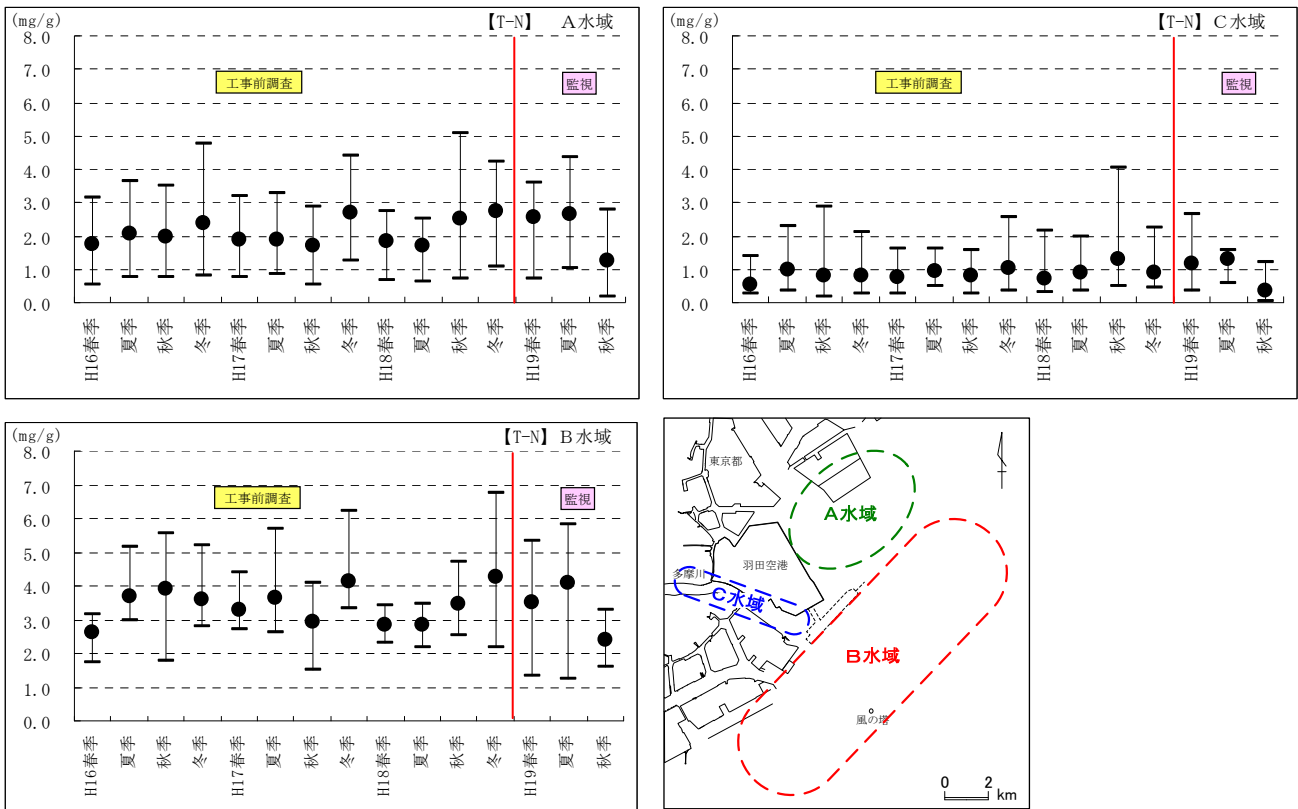 (mg/g)
【T-N】 A水域
8.0
7.0
6.0
5.0
4.0
3.0
2.0
1.0
0.0
工事前調査
監視
H16春季
夏季
秋季
冬季
H17春季
夏季
秋季
冬季
H18春季
夏季
秋季
冬季
H19春季
夏季
秋季
(mg/g)
【T-N】 C水域
8.0
7.0
6.0
5.0
4.0
3.0
2.0
1.0
0.0
工事前調査
監視
H16春季
夏季
秋季
冬季
H17春季
夏季
秋季
冬季
H18春季
夏季
秋季
冬季
H19春季
夏季
秋季
(mg/g)
【T-N】 B水域
8.0
7.0
6.0
5.0
4.0
3.0
2.0
1.0
0.0
工事前調査
監視
H16春季
夏季
秋季
冬季
H17春季
夏季
秋季
冬季
H18春季
夏季
秋季
冬季
H19春季
夏季
秋季
東京都
A水域
羽田空港
多摩川
C水域
B水域
風の塔
0 2
km